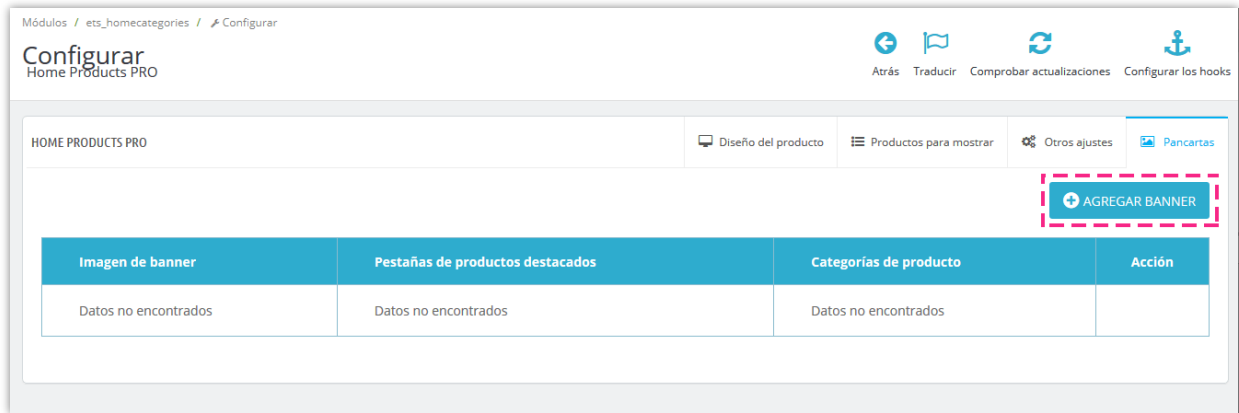 Módulos / ets_homecategories / Configurar
Configurar
Home Products PRO
Atrás Traducir Comprobar actualizaciones Configurar los hooks
HOME PRODUCTS PRO Diseño del producto Productos para mostrar Otros ajustes Pancartas
AGREGAR BANNER
Imagen de banner Pestañas de productos destacados Categorías de producto Acción
Datos no encontrados Datos no encontrados Datos no encontrados